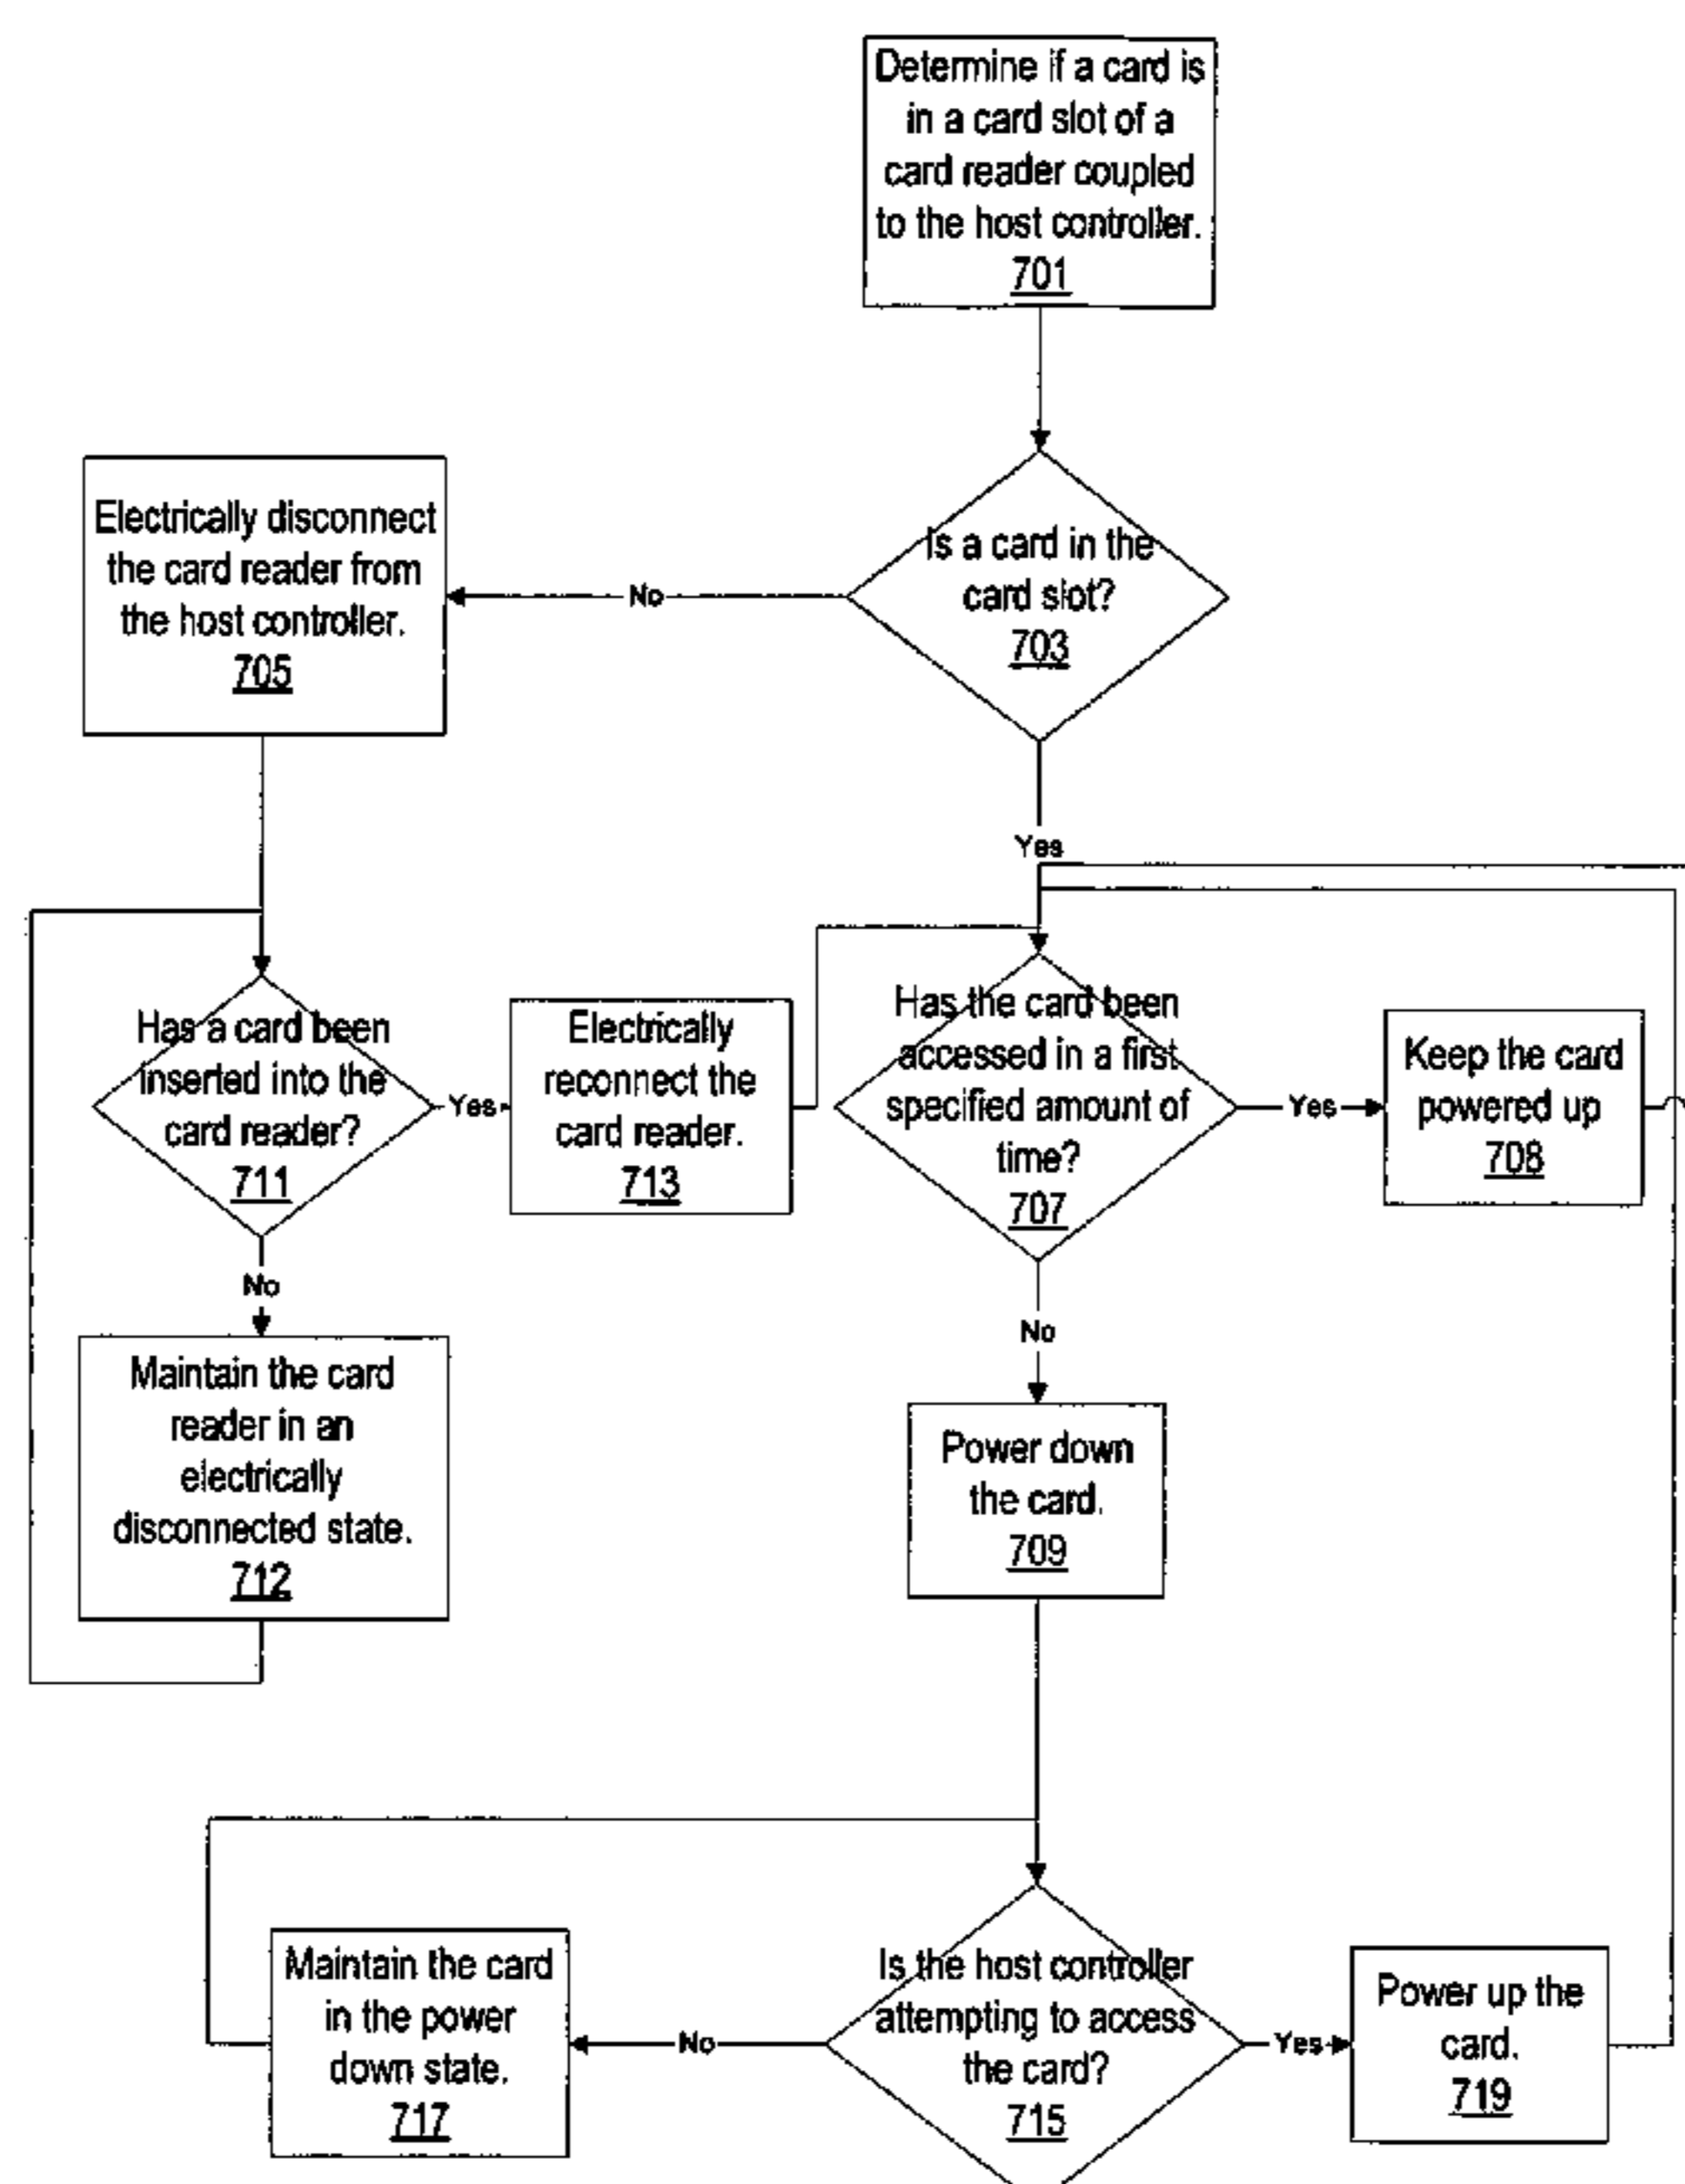 Determine if a card is
in a card slot of a
card reader coupled
to the host controller.
701
Is a card in the
card slot?
703
No
Electrically disconnect
the card reader from
the host controller.
705
Yes
Has a card been
inserted into the
card reader?
711
Yes
Electrically
reconnect the
card reader.
713
Has the card been
accessed in a first
specified amount of
time?
707
Yes
Keep the card
powered up
708
No
Maintain the card
reader in an
electrically
disconnected state.
712
No
Power down
the card.
709
Maintain the card
in the power
down state.
717
No
Is the host controller
attempting to access
the card?
715
Yes
Power up the
card.
719